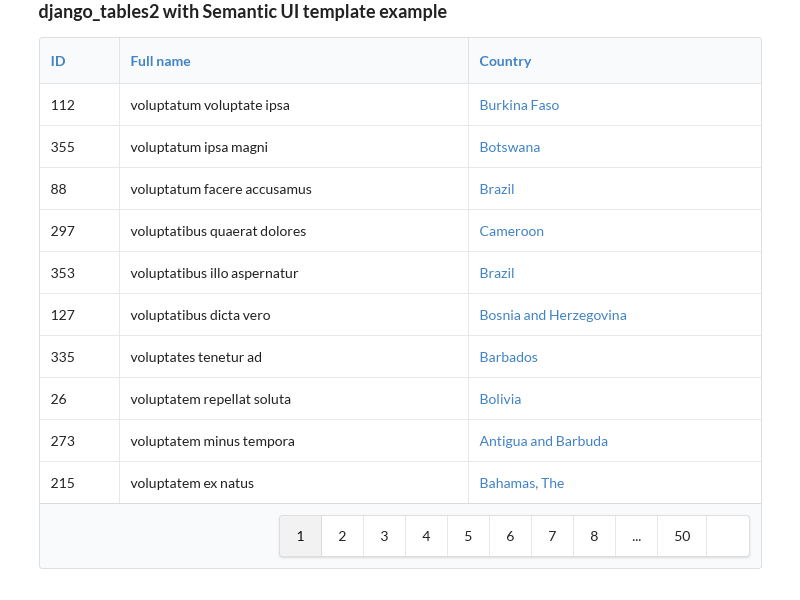 django_tables2 with Semantic UI template example
ID Full name Country
112 voluptatum voluptate ipsa Burkina Faso
355 voluptatum ipsa magni Botswana
88 voluptatum facere accusamus Brazil
297 voluptatibus quaerat dolores Cameroon
353 voluptatibus illo aspernatur Brazil
127 voluptatibus dicta vero Bosnia and Herzegovina
335 voluptates tenetur ad Barbados
26 voluptatem repellat soluta Bolivia
273 voluptatem minus tempora Antigua and Barbuda
215 voluptatem ex natus Bahamas, The
1 2 3 4 5 6 7 8 ... 50